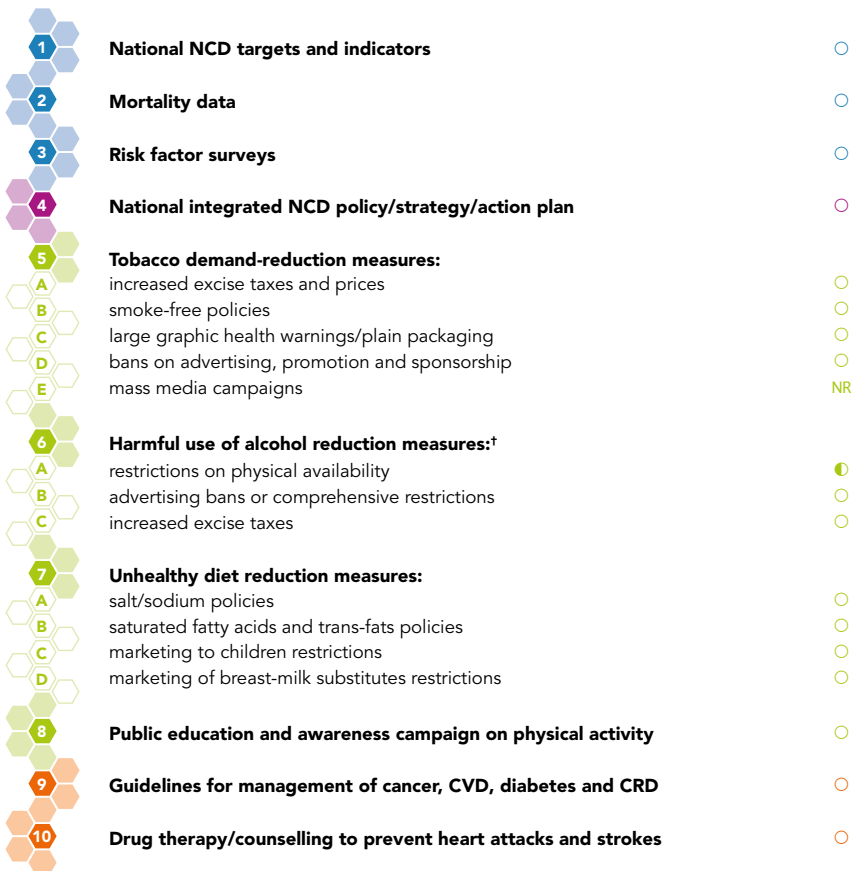 1 National NCD targets and indicators ○
2 Mortality data ○
3 Risk factor surveys ○
4 National integrated NCD policy/strategy/action plan ○
5 Tobacco demand-reduction measures:
A increased excise taxes and prices ○
B smoke-free policies ○
C large graphic health warnings/plain packaging ○
D bans on advertising, promotion and sponsorship ○
E mass media campaigns NR
6 Harmful use of alcohol reduction measures:†
A restrictions on physical availability ◐
B advertising bans or comprehensive restrictions ○
C increased excise taxes ○
7 Unhealthy diet reduction measures:
A salt/sodium policies ○
B saturated fatty acids and trans-fats policies ○
C marketing to children restrictions ○
D marketing of breast-milk substitutes restrictions ○
8 Public education and awareness campaign on physical activity ○
9 Guidelines for management of cancer, CVD, diabetes and CRD ○
10 Drug therapy/counselling to prevent heart attacks and strokes ○